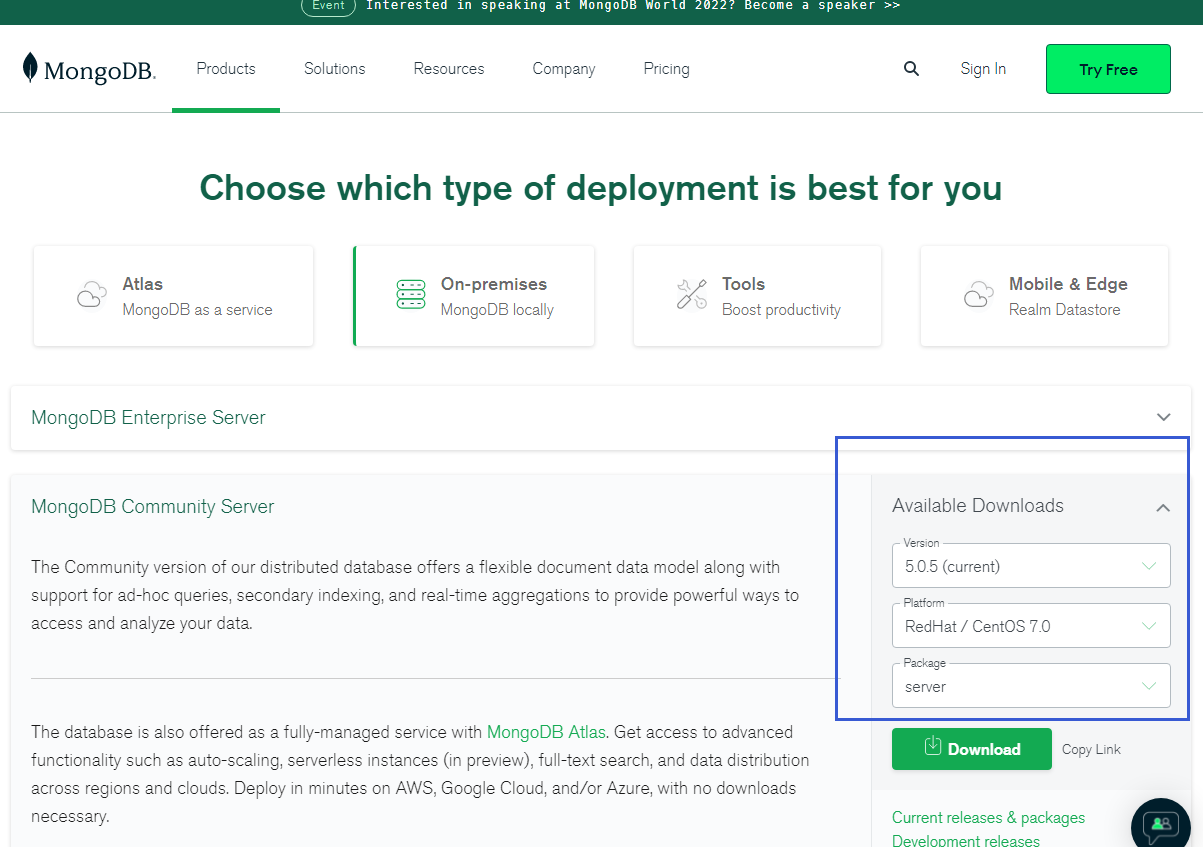 Event Interested in speaking at MongoDB World 2022? Become a speaker >>
MongoDB. Products Solutions Resources Company Pricing Sign In Try Free
Choose which type of deployment is best for you
Atlas
MongoDB as a service
On-premises
MongoDB locally
Tools
Boost productivity
Mobile & Edge
Realm Datastore
MongoDB Enterprise Server
MongoDB Community Server
The Community version of our distributed database offers a flexible document data model along with
support for ad-hoc queries, secondary indexing, and real-time aggregations to provide powerful ways to
access and analyze your data.
The database is also offered as a fully-managed service with MongoDB Atlas. Get access to advanced
functionality such as auto-scaling, serverless instances (in preview), full-text search, and data distribution
across regions and clouds. Deploy in minutes on AWS, Google Cloud, and/or Azure, with no downloads
necessary.
Available Downloads
Version
5.0.5 (current)
Platform
RedHat / CentOS 7.0
Package
server
Download Copy Link
Current releases & packages
Development releases